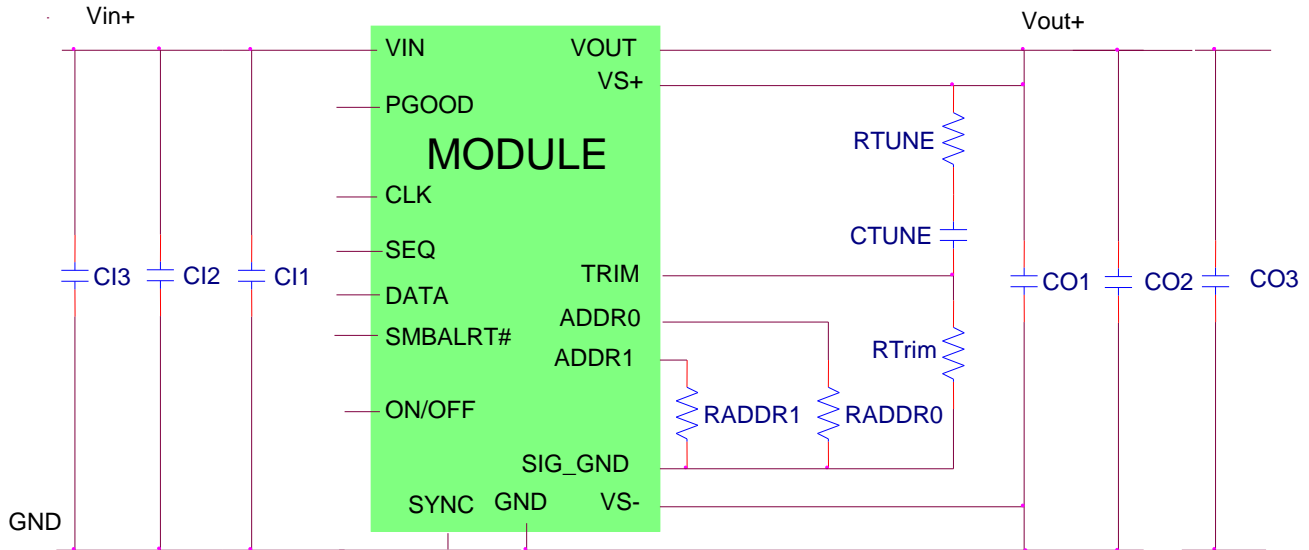 Vin+
Vout+
VIN
VOUT
VS+
PGOOD
MODULE
RTUNE
CLK
CTUNE
SEQ
TRIM
CI3
CI2
CI1
DATA
CO1
CO2
CO3
ADDR0
SMBALRT#
ADDR1
RTrim
ON/OFF
RADDR1
RADDR0
SIG_GND
SYNC
GND
VS-
GND